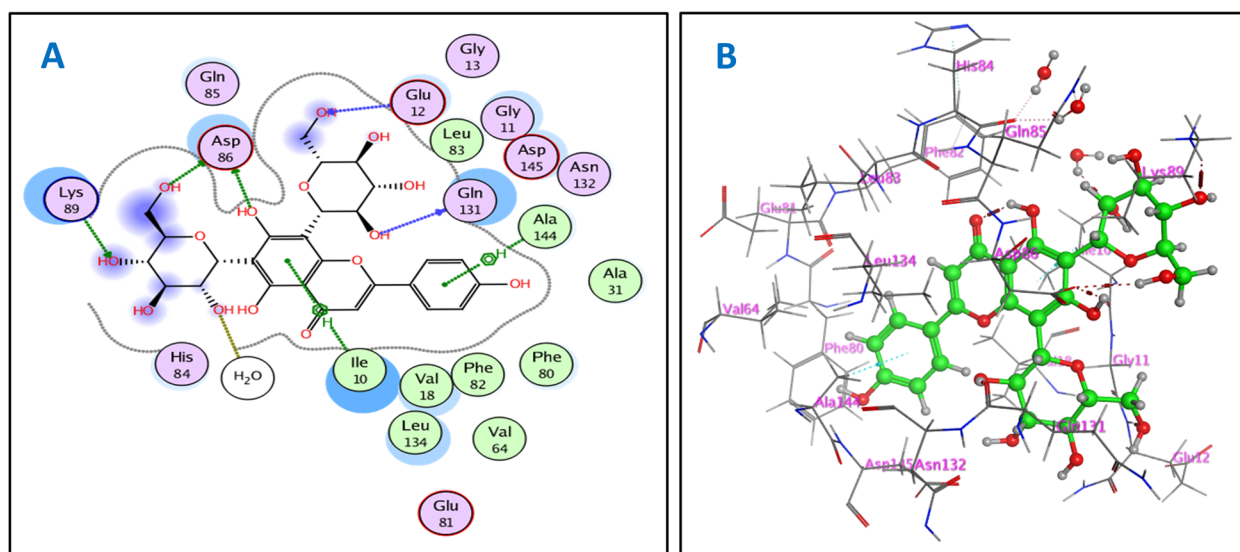 A
Gly
13
Gln
85
Glu
12
OH
Gly
11
Leu
83
Asp
86
Asp
145
Asn
132
OH
O
OH
OH
Lys
89
OH
HO
Gln
131
OH
Ala
144
H
HO
O
HO
OH
HO
O
OH
Ala
31
O
H
His
84
H₂O
Ile
10
Val
18
Phe
82
Phe
80
Leu
134
Val
64
Glu
81
B
His84
Gln85
Phe82
Lys89
Leu83
Glu81
Asp86
Leu134
Val64
Phe80
Gly11
Ala144
Gln131
Asp145
Asn132
Glu12